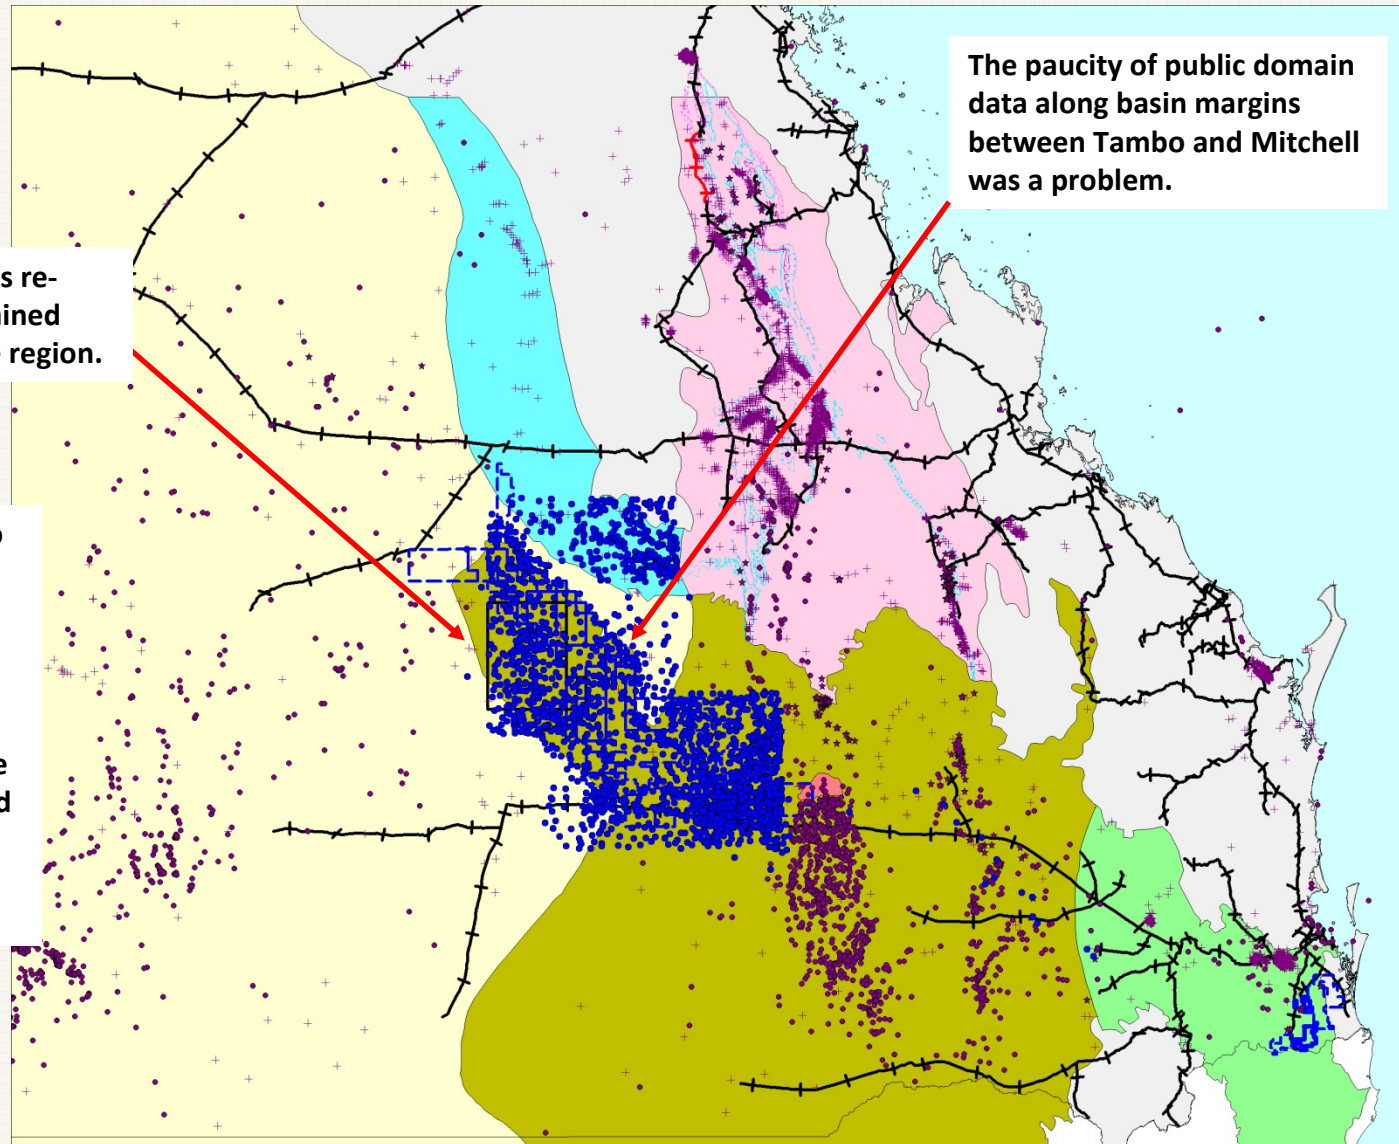 The paucity of public domain
data along basin margins
between Tambo and Mitchell
was a problem.
s re-
ined
region.